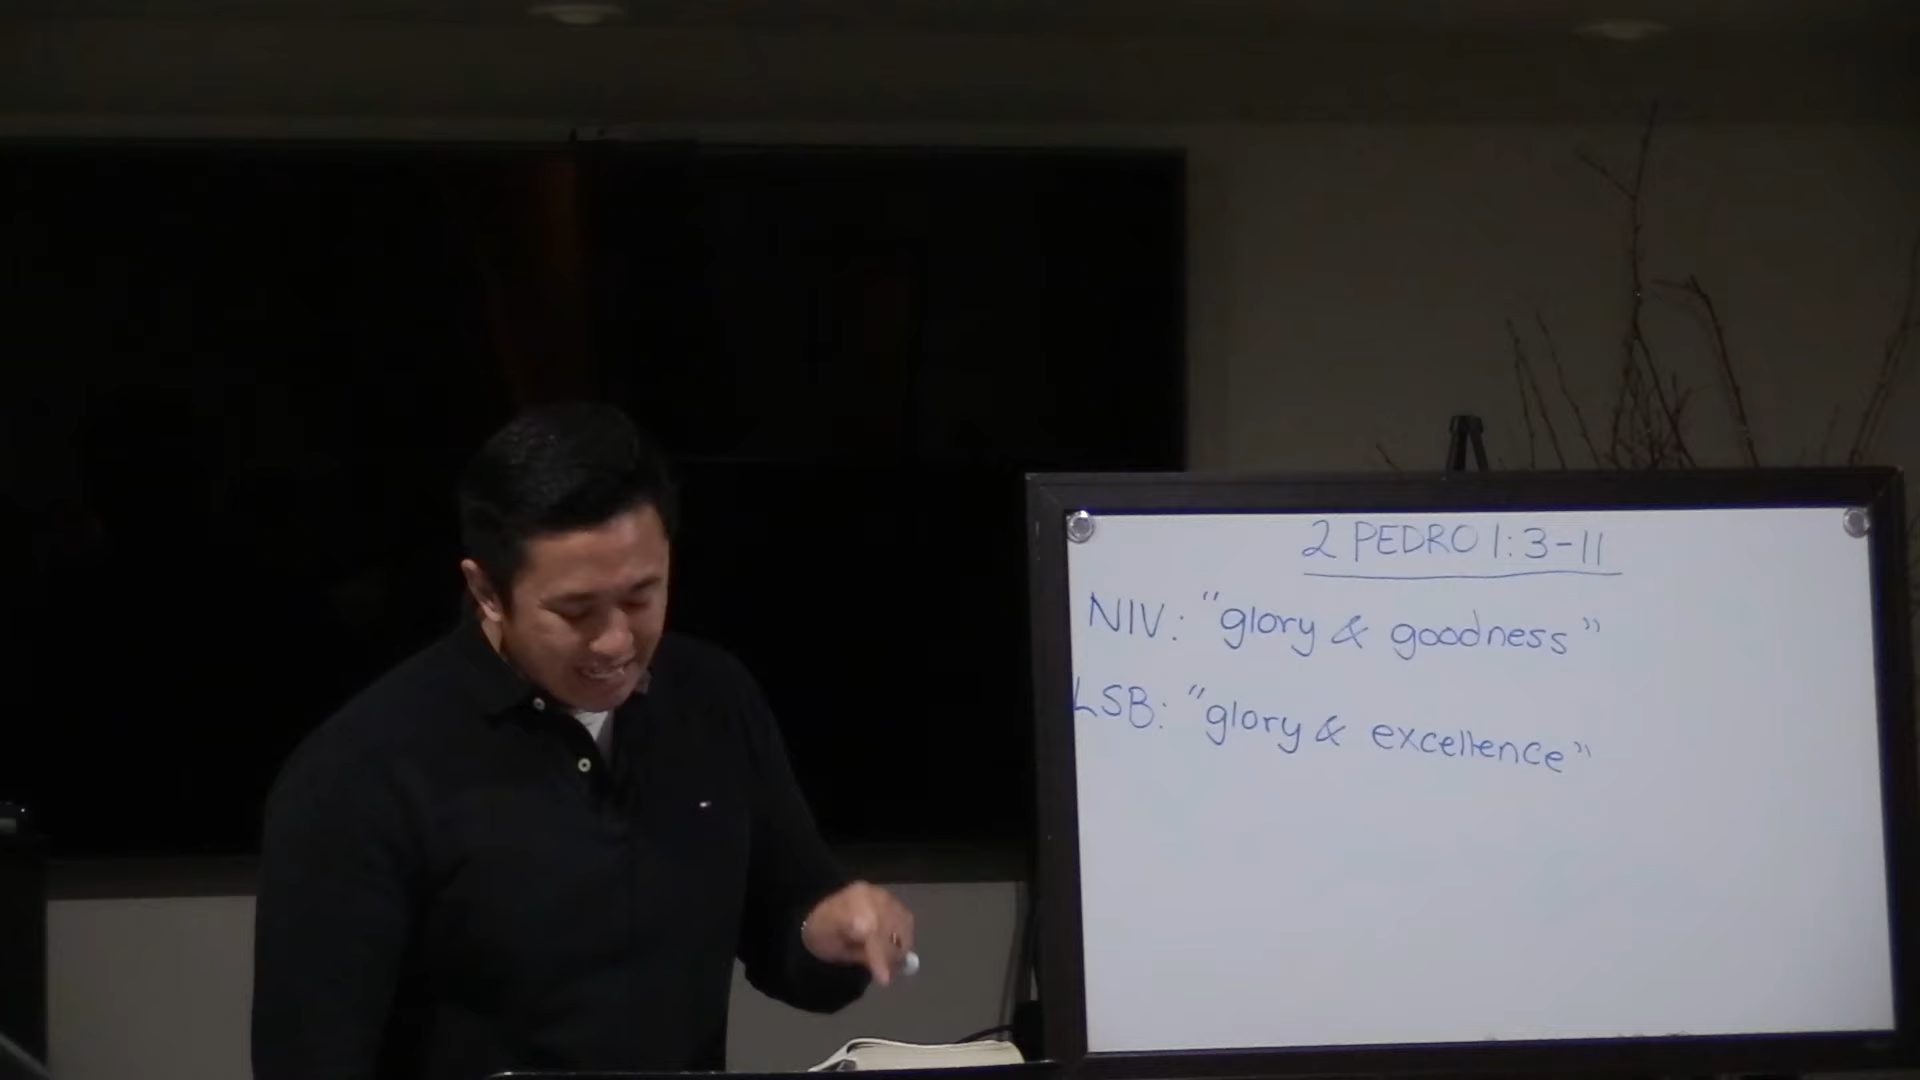 2 PEDRO 1:3-11
NIV: "glory & goodness"
LSB: "glory & excellence"